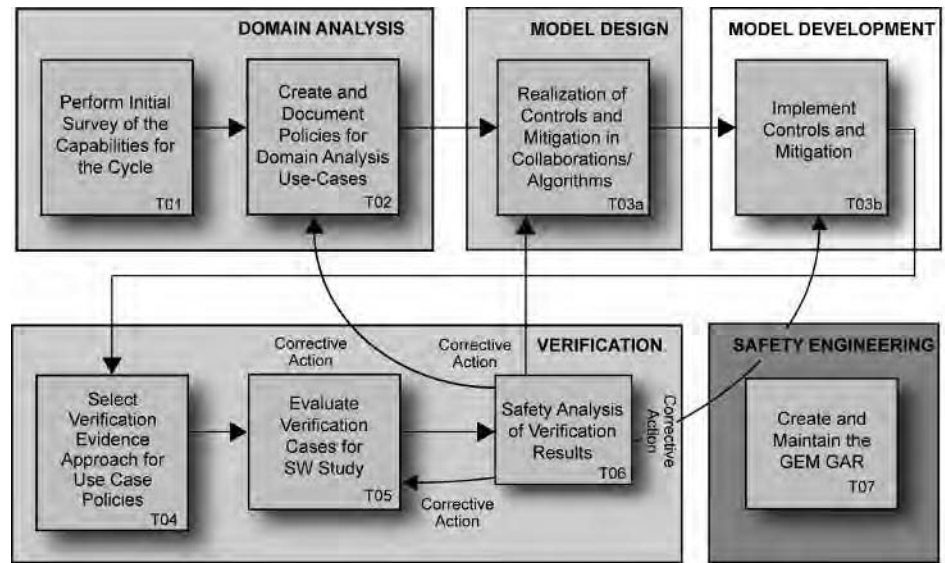 DOMAIN ANALYSIS
Perform Initial
Survey of the
Capabilities for
the Cycle
T01
Create and
Document
Policies for
Domain Analysis
Use-Cases
T02
MODEL DESIGN
Realization of
Controls and
Mitigation in
Collaborations/
Algorithms
T03a
MODEL DEVELOPMENT
Implement
Controls and
Mitigation
T03b
VERIFICATION
Select
Verification
Evidence
Approach for
Use Case
Policies
T04
Evaluate
Verification
Cases for
SW Study
T05
Corrective
Action
Corrective
Action
Safety Analysis
of Verification
Results
T06
Corrective
Action
Corrective
Action
SAFETY ENGINEERING
Create and
Maintain the
GEM GAR
T07